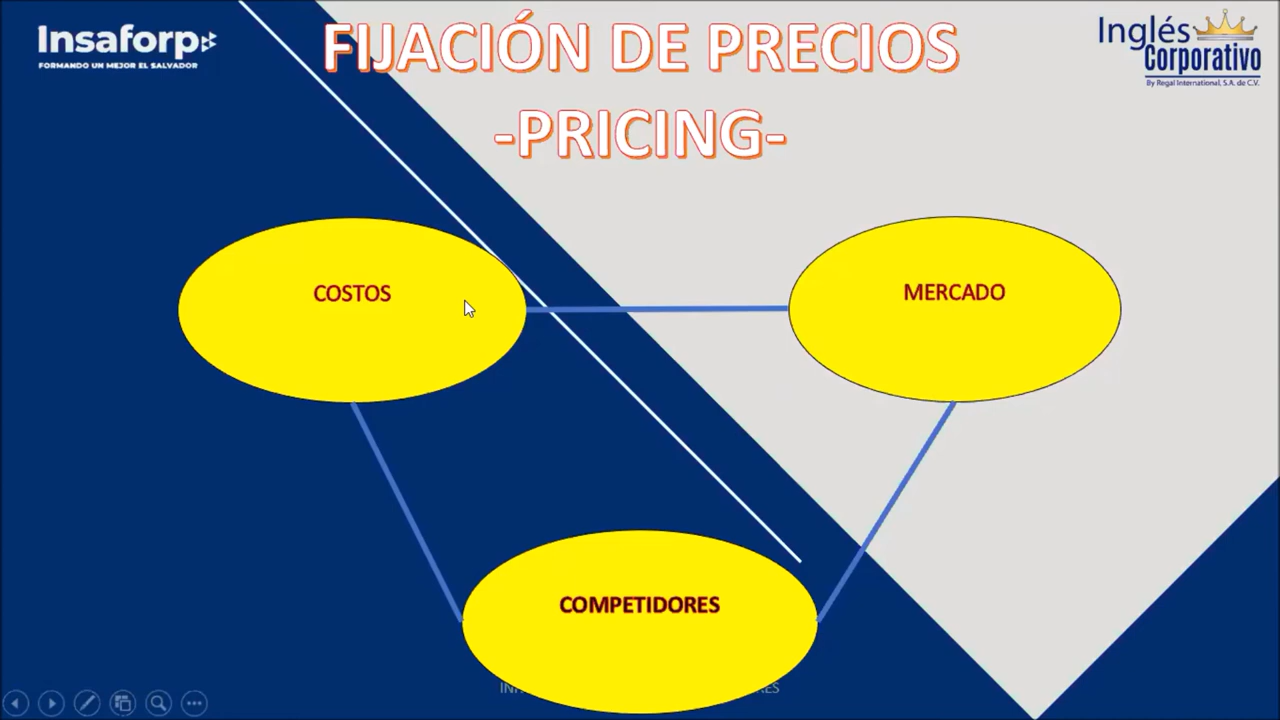 Insaforp
FORMANDO UN MEJOR EL SALVADOR
FIJACIÓN DE PRECIOS
-PRICING-
Inglés
Corporativo
By Regal International, S.A. de C.V.
COSTOS
MERCADO
COMPETIDORES